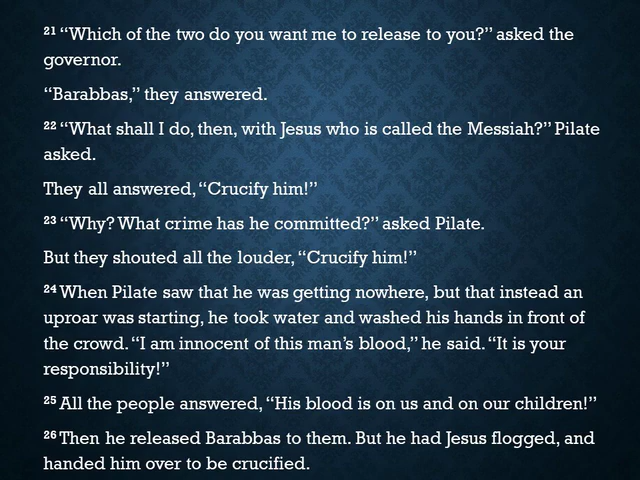 21 “Which of the two do you want me to release to you?” asked the
governor.
“Barabbas,” they answered.
22 “What shall I do, then, with Jesus who is called the Messiah?” Pilate
asked.
They all answered, “Crucify him!”
23 “Why? What crime has he committed?” asked Pilate.
But they shouted all the louder, “Crucify him!”
24 When Pilate saw that he was getting nowhere, but that instead an
uproar was starting, he took water and washed his hands in front of
the crowd. “I am innocent of this man’s blood,” he said. “It is your
responsibility!”
25 All the people answered, “His blood is on us and on our children!”
26 Then he released Barabbas to them. But he had Jesus flogged, and
handed him over to be crucified.